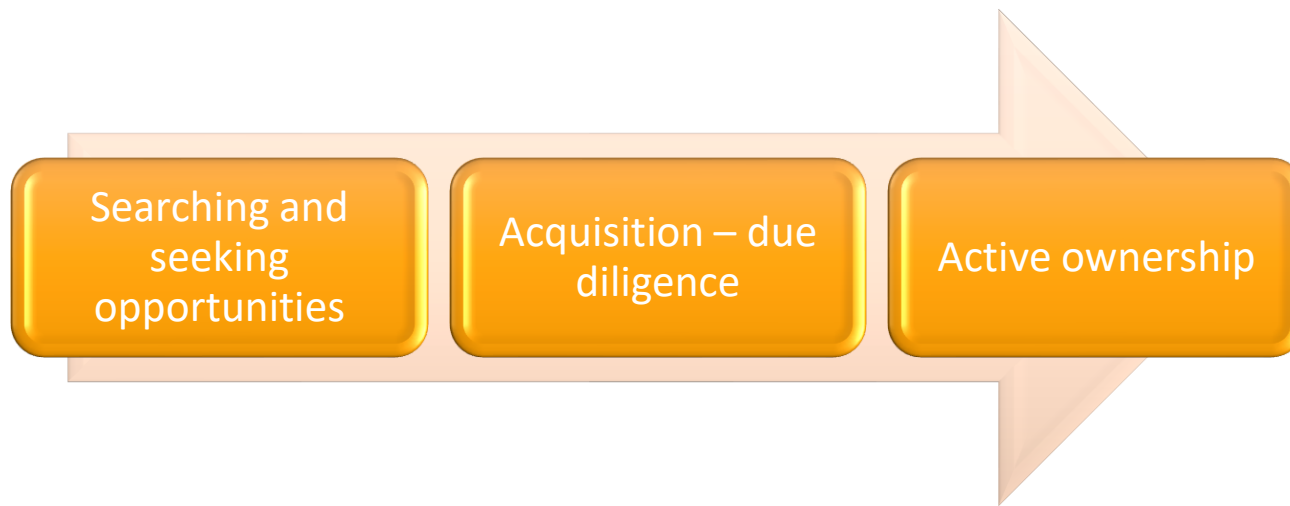 Searching and
seeking
opportunities
Acquisition – due
diligence
Active ownership